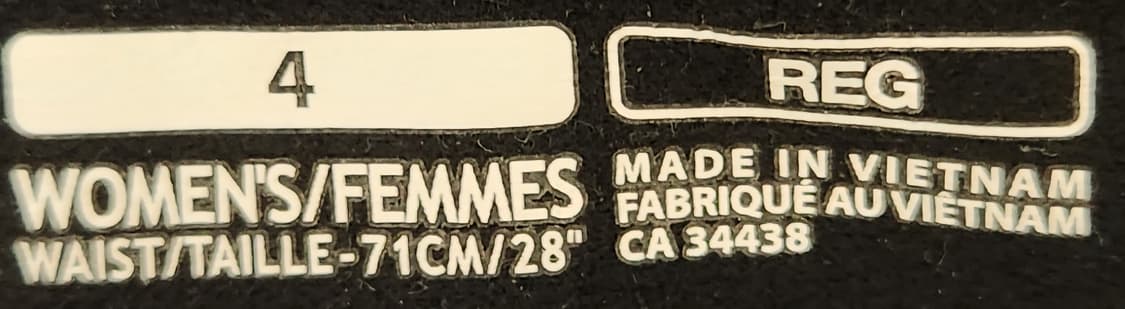 4
REG
WOMEN'S/FEMMES
WAIST/TAILLE-71CM/28"
MADE IN VIETNAM
FABRIQUÉ AU VIÊTNAM
CA 34438